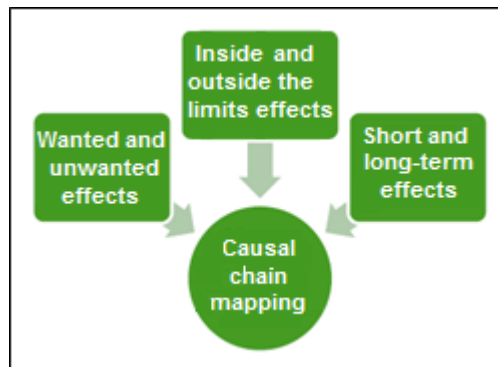 Inside and
outside the
limits effects
Wanted and
unwanted
effects
Short and
long-term
effects
Causal
chain
mapping